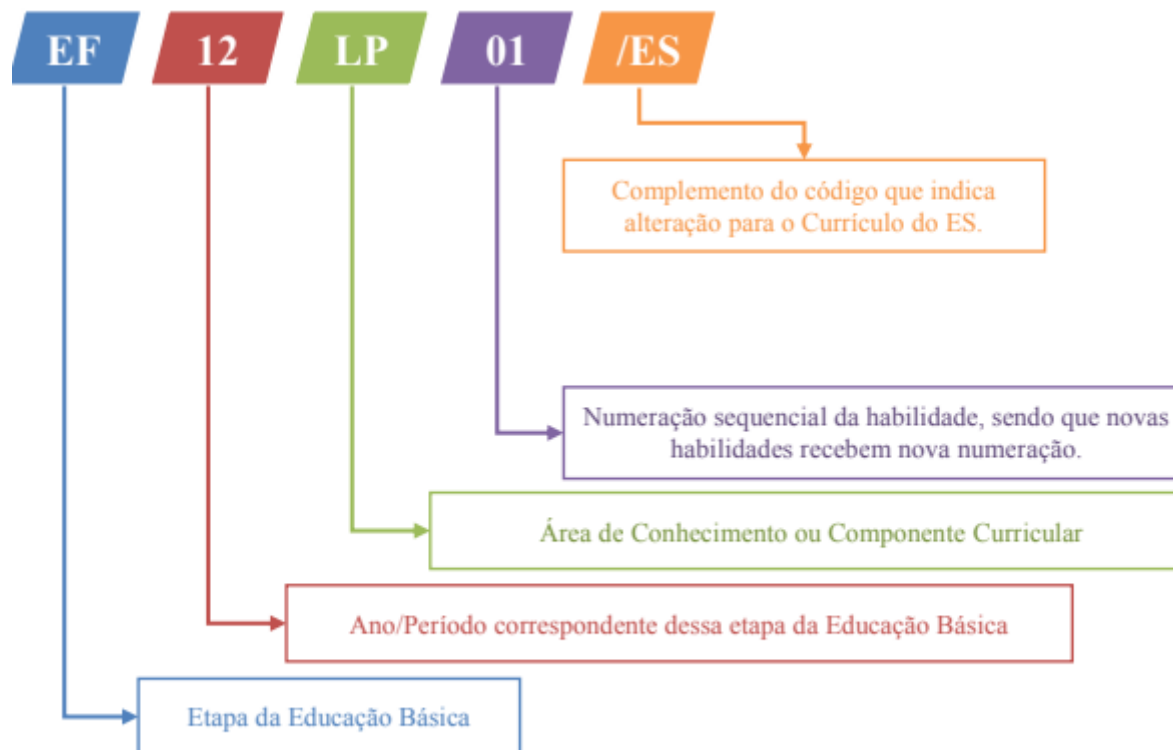 EF 12 LP 01 /ES
Complemento do código que indica
alteração para o Currículo do ES.
Numeração sequencial da habilidade, sendo que novas
habilidades recebem nova numeração.
Área de Conhecimento ou Componente Curricular
Ano/Período correspondente dessa etapa da Educação Básica
Etapa da Educação Básica